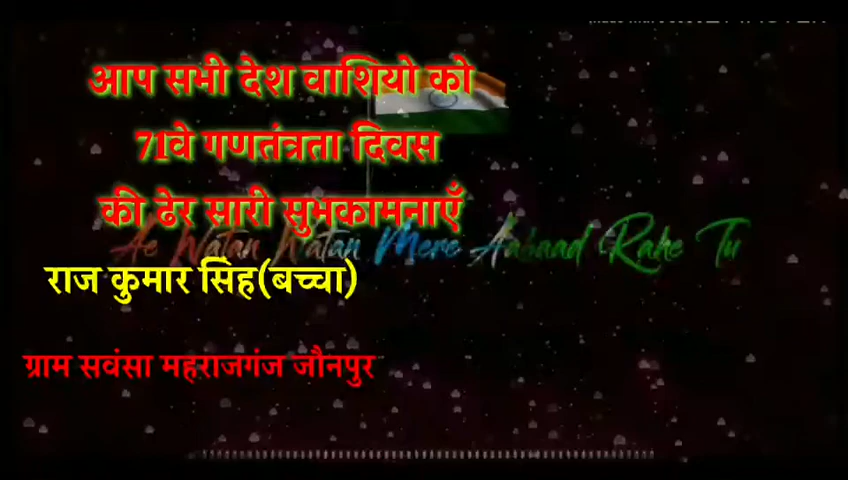 आप सभी देश वाशियो को
71वे गणतंत्रता दिवस
की ढेर सारी सुभकामनाएँ
Ae Watan Watan Mere Aabaad Rahe Tu
राज कुमार सिंह(बच्चा)
ग्राम सवंसा महराजगंज जौनपुर